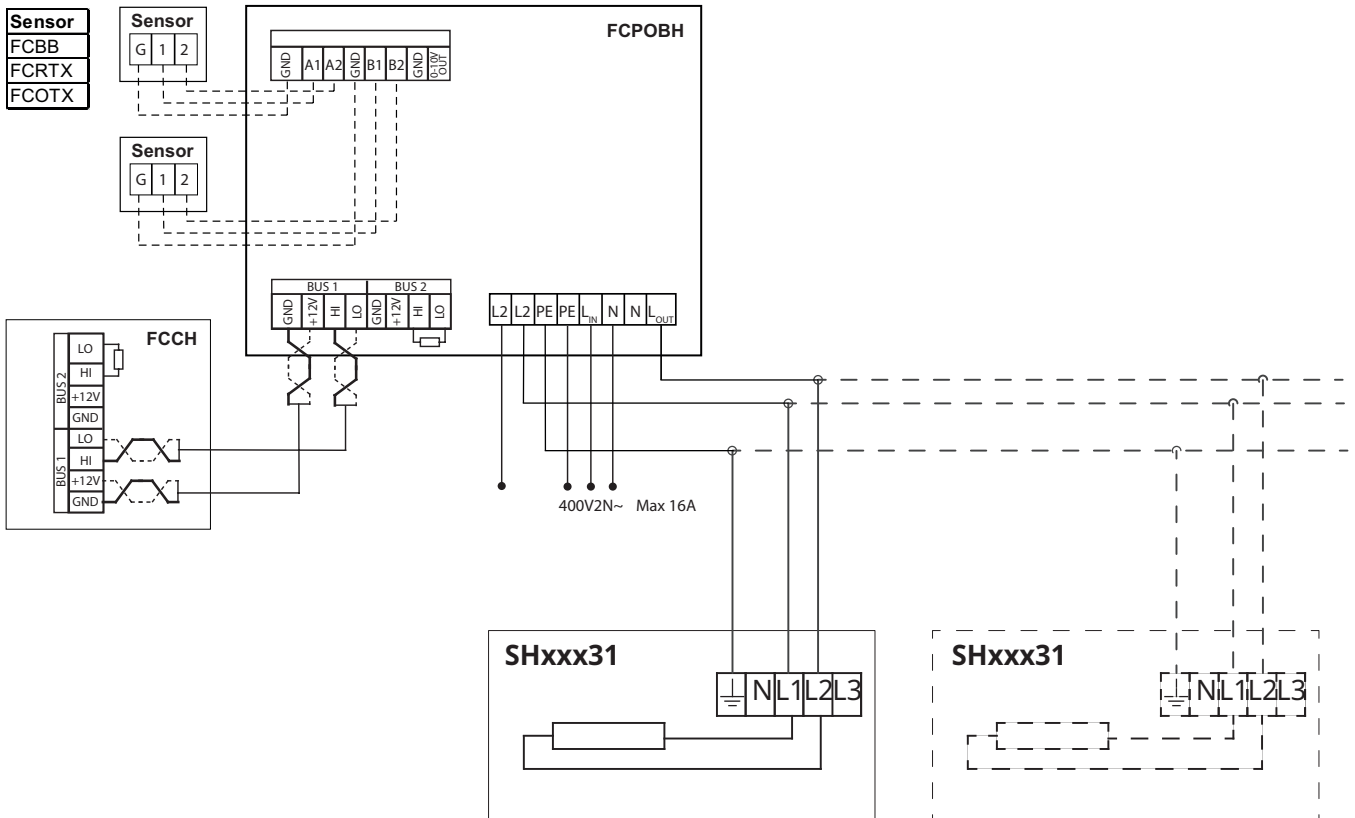 Sensor
FCBB
FCRTX
FCOTX
Sensor
G 1 2
FCPOBH
GND A1 A2 GND B1 B2 GND 0-10V OUT
Sensor
G 1 2
BUS 1 BUS 2
GND +12V HI LO GND +12V HI LO
L2 L2 PE PE LIN N N LOUT
FCCH
BUS 2
LO
HI
+12V
GND
BUS 1
LO
HI
+12V
GND
400V2N~ Max 16A
SHxxx31
N L1 L2 L3
SHxxx31
N L1 L2 L3